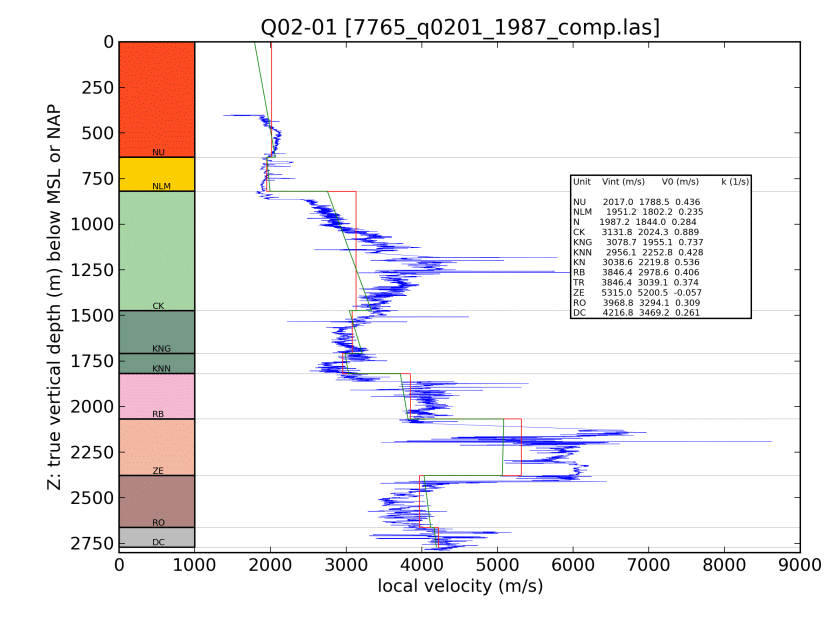 Q02-01 [7765_q0201_1987_comp.las]
Z: true vertical depth (m) below MSL or NAP
0
250
500
750
1000
1250
1500
1750
2000
2250
2500
2750
NU
NLM
CK
KNG
KNN
RB
ZE
RO
DC
Unit Vint (m/s) V0 (m/s) k (1/s)
NU 2017.0 1788.5 0.436
NLM 1951.2 1802.2 0.235
N 1987.2 1844.0 0.284
CK 3131.8 2024.3 0.889
KNG 3078.7 1955.1 0.737
KNN 2956.1 2252.8 0.428
KN 3038.6 2219.8 0.536
RB 3846.4 2978.6 0.406
TR 3846.4 3039.1 0.374
ZE 5315.0 5200.5 -0.057
RO 3968.8 3294.1 0.309
DC 4216.8 3469.2 0.261
0 1000 2000 3000 4000 5000 6000 7000 8000 9000
local velocity (m/s)